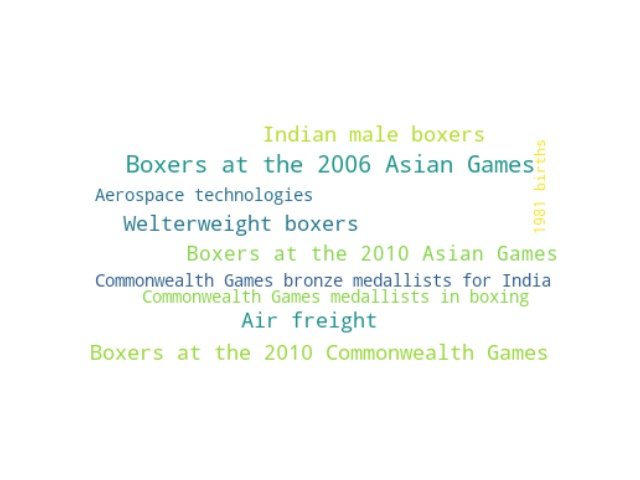 Indian male boxers
Boxers at the 2006 Asian Games
1981 births
Aerospace technologies
Welterweight boxers
Boxers at the 2010 Asian Games
Commonwealth Games bronze medallists for India
Commonwealth Games medallists in boxing
Air freight
Boxers at the 2010 Commonwealth Games